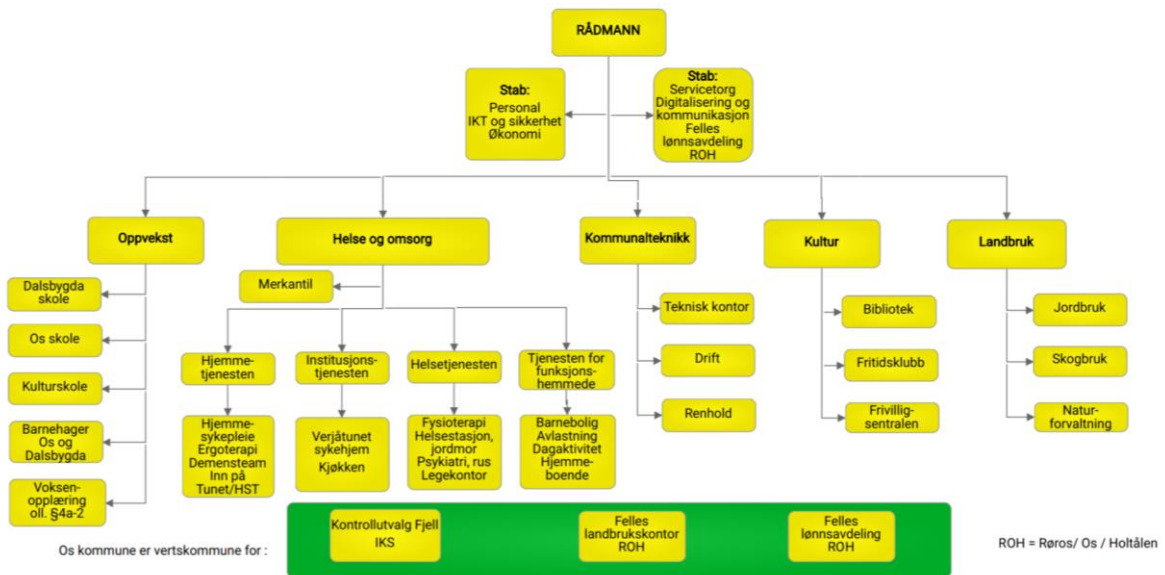 RÅDMANN
Stab:
Personal
IKT og sikkerhet
Økonomi
Stab:
Servicetorg
Digitalisering og
kommunikasjon
Felles
lønnsavdeling
ROH
Oppvekst
Helse og omsorg
Kommunalteknikk
Kultur
Landbruk
Dalsbygda
skole
Os skole
Kulturskole
Barnehager
Os og
Dalsbygda
Voksen-
opplæring
oll. §4a-2
Merkantil
Hjemme-
tjenesten
Institusjons-
tjenesten
Helsetjenesten
Tjenesten for
funksjons-
hemmede
Hjemme-
sykepleie
Ergoterapi
Demensteam
Inn på
Tunet/HST
Verjåtunet
sykehjem
Kjøkken
Fysioterapi
Helsestasjon,
jordmor
Psykiatri, rus
Legekontor
Barnebolig
Avlastning
Dagaktivitet
Hjemme-
boende
Teknisk kontor
Drift
Renhold
Bibliotek
Fritidsklubb
Frivillig-
sentralen
Jordbruk
Skogbruk
Natur-
forvaltning
Os kommune er vertskommune for :
Kontrollutvalg Fjell
IKS
Felles
landbrukskontor
ROH
Felles
lønnsavdeling
ROH
ROH = Røros/ Os / Holtålen